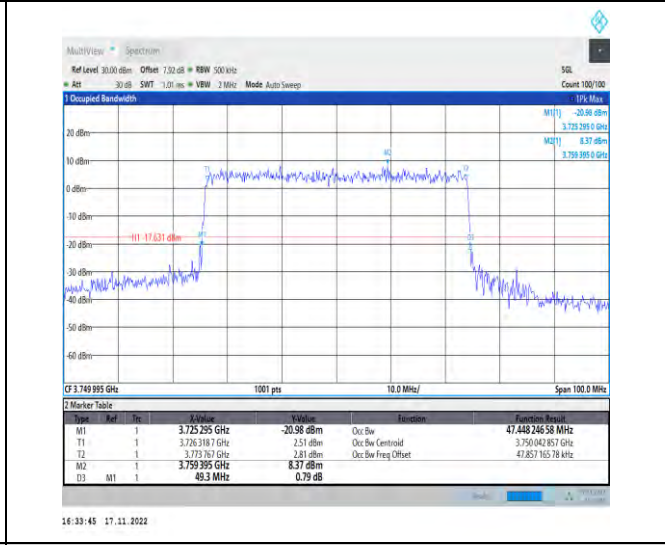 MultiView Spectrum
Ref Level 30.00 dBm Offset 7.92 dB RBW 500 kHz SGL
Att 30 dB SWT 1.01 ms VBW 2 MHz Mode Auto Sweep Count 100/100
1 Occupied Bandwidth 1Pk Max
M1[1] -20.98 dBm
3.725 295 0 GHz
M2[1] 8.37 dBm
3.759 395 0 GHz
20 dBm
M2
10 dBm
T1 T2
0 dBm
-10 dBm
H1 -17.631 dBm M1 D3
-20 dBm
-30 dBm
-40 dBm
-50 dBm
-60 dBm
CF 3.749 995 GHz 1001 pts 10.0 MHz/ Span 100.0 MHz
2 Marker Table
Type Ref Trc X-Value Y-Value Function Function Result
M1 1 3.725 295 GHz -20.98 dBm Occ Bw 47.448 246 58 MHz
T1 1 3.726 318 7 GHz 2.51 dBm Occ Bw Centroid 3.750 042 857 GHz
T2 1 3.773 767 GHz 2.81 dBm Occ Bw Freq Offset 47.857 165 78 kHz
M2 1 3.759 395 GHz 8.37 dBm
D3 M1 1 49.3 MHz 0.79 dB
16:33:45 17.11.2022